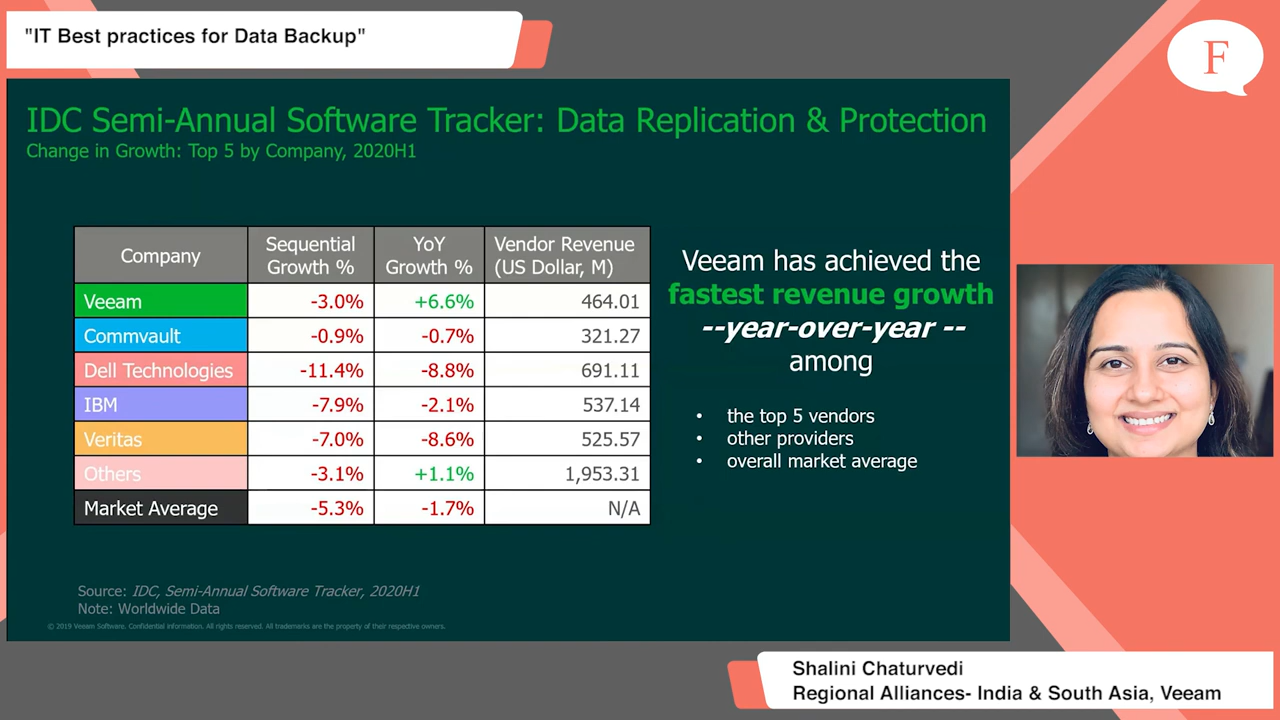 "IT Best practices for Data Backup"
F
IDC Semi-Annual Software Tracker: Data Replication & Protection
Change in Growth: Top 5 by Company, 2020H1
Company Sequential Growth % YoY Growth % Vendor Revenue (US Dollar, M)
Veeam -3.0% +6.6% 464.01
Commvault -0.9% -0.7% 321.27
Dell Technologies -11.4% -8.8% 691.11
IBM -7.9% -2.1% 537.14
Veritas -7.0% -8.6% 525.57
Others -3.1% +1.1% 1,953.31
Market Average -5.3% -1.7% N/A
Veeam has achieved the
fastest revenue growth
--year-over-year --
among
• the top 5 vendors
• other providers
• overall market average
Source: IDC, Semi-Annual Software Tracker, 2020H1
Note: Worldwide Data
© 2019 Veeam Software. Confidential information. All rights reserved. All trademarks are the property of their respective owners.
Shalini Chaturvedi
Regional Alliances- India & South Asia, Veeam